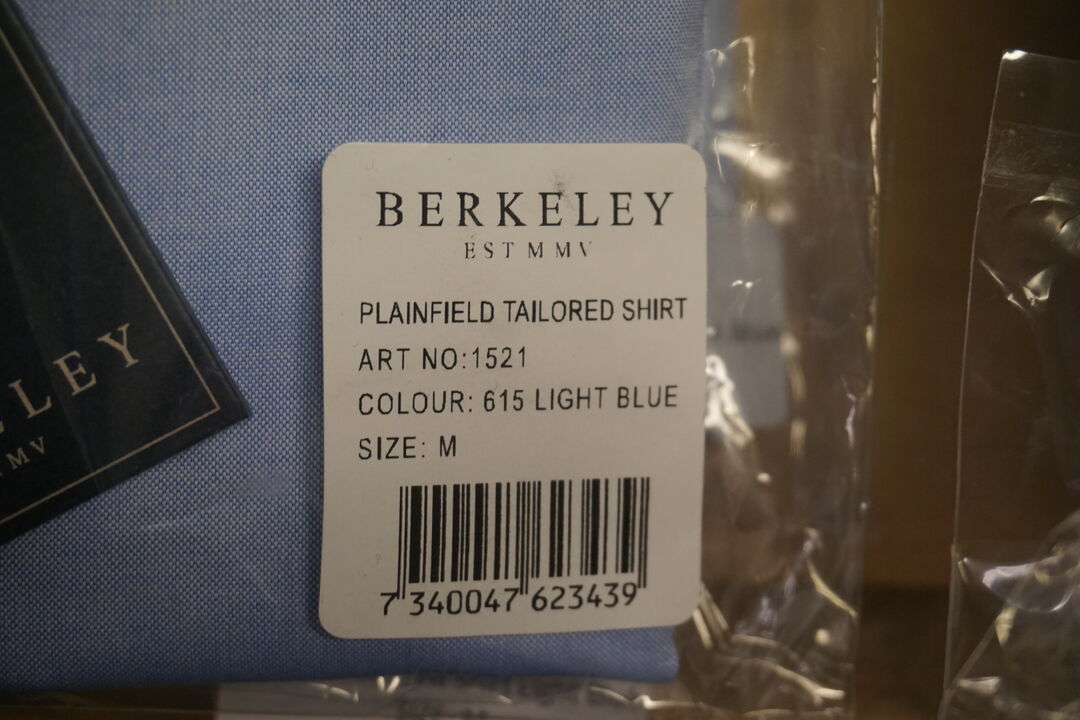 BERKELEY
EST MMV
PLAINFIELD TAILORED SHIRT
ART NO:1521
COLOUR: 615 LIGHT BLUE
SIZE: M
7 340047 623439
LEY
MV